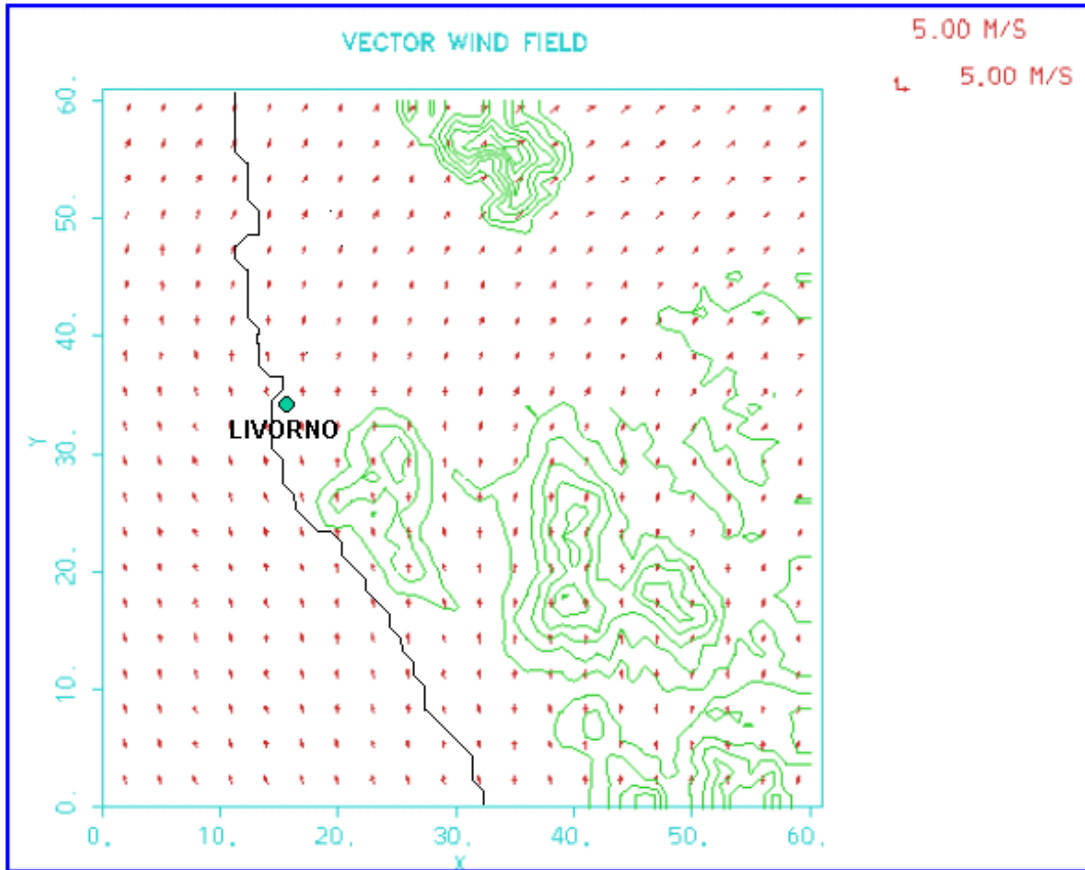 VECTOR WIND FIELD
5.00 M/S
5.00 M/S
60.
50.
40.
30.
20.
10.
0.
Y
LIVORNO
0. 10. 20. 30. 40. 50. 60.
X